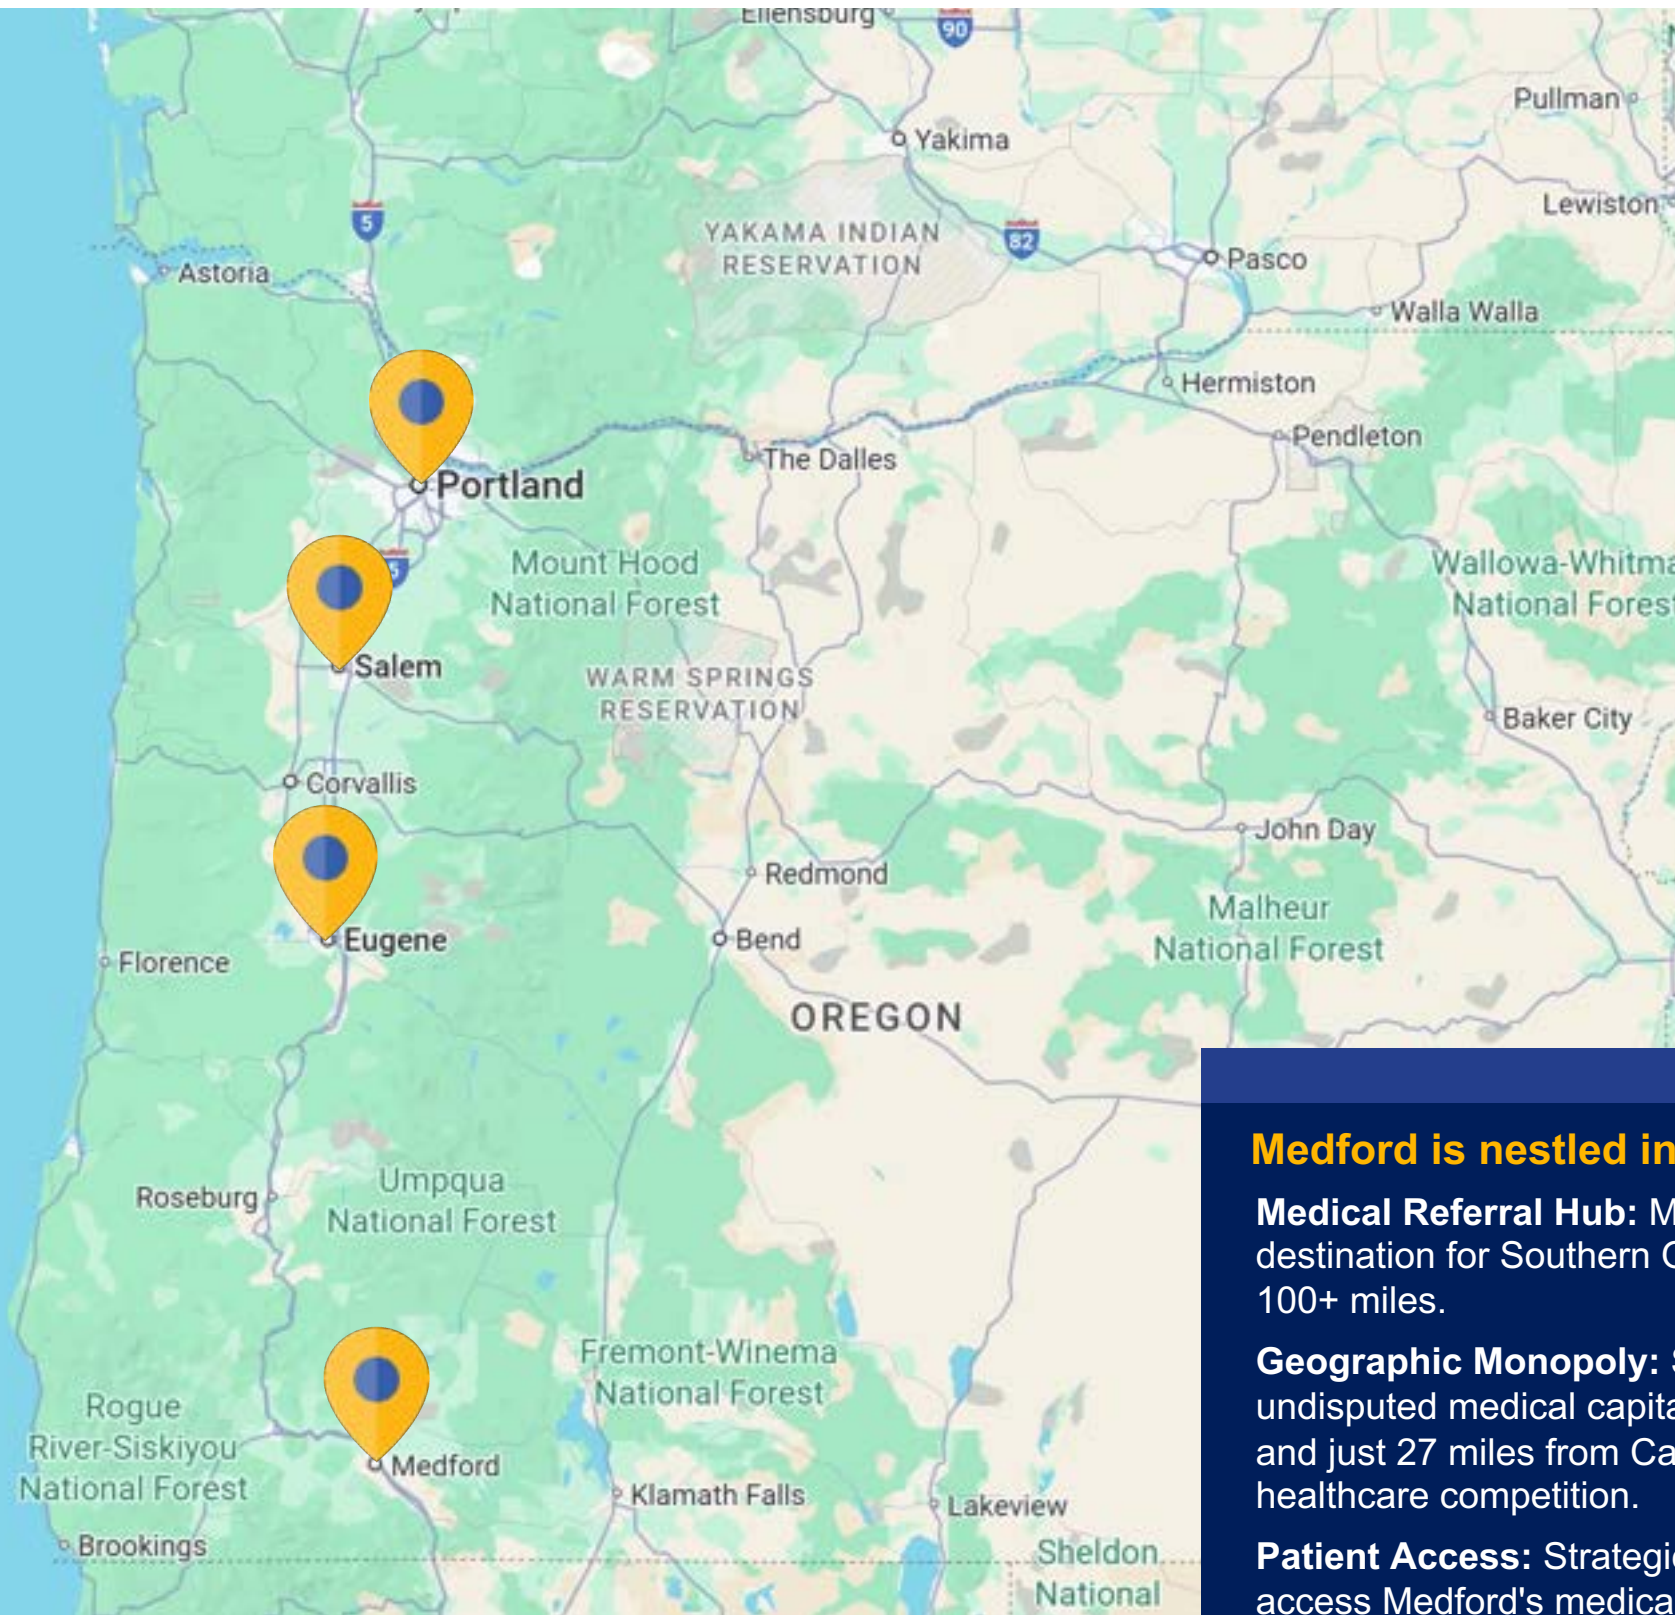 Ellensburg
90
Pullman
Yakima
Lewiston
5
YAKAMA INDIAN
RESERVATION
82
Pasco
Astoria
Walla Walla
Hermiston
Pendleton
The Dalles
Portland
Mount Hood
National Forest
5
Wallowa-Whitma
National Forest
Salem
WARM SPRINGS
RESERVATION
Baker City
Corvallis
John Day
Redmond
Malheur
National Forest
Eugene
Bend
Florence
OREGON
Umpqua
National Forest
Roseburg
Fremont-Winema
National Forest
Rogue
River-Siskiyou
National Forest
Medford
Klamath Falls
Lakeview
Brookings
Sheldon
National
Medford is nestled in
Medical Referral Hub: M
destination for Southern
100+ miles.
Geographic Monopoly:
undisputed medical capita
and just 27 miles from Ca
healthcare competition.
Patient Access: Strategi
access Medford's medica